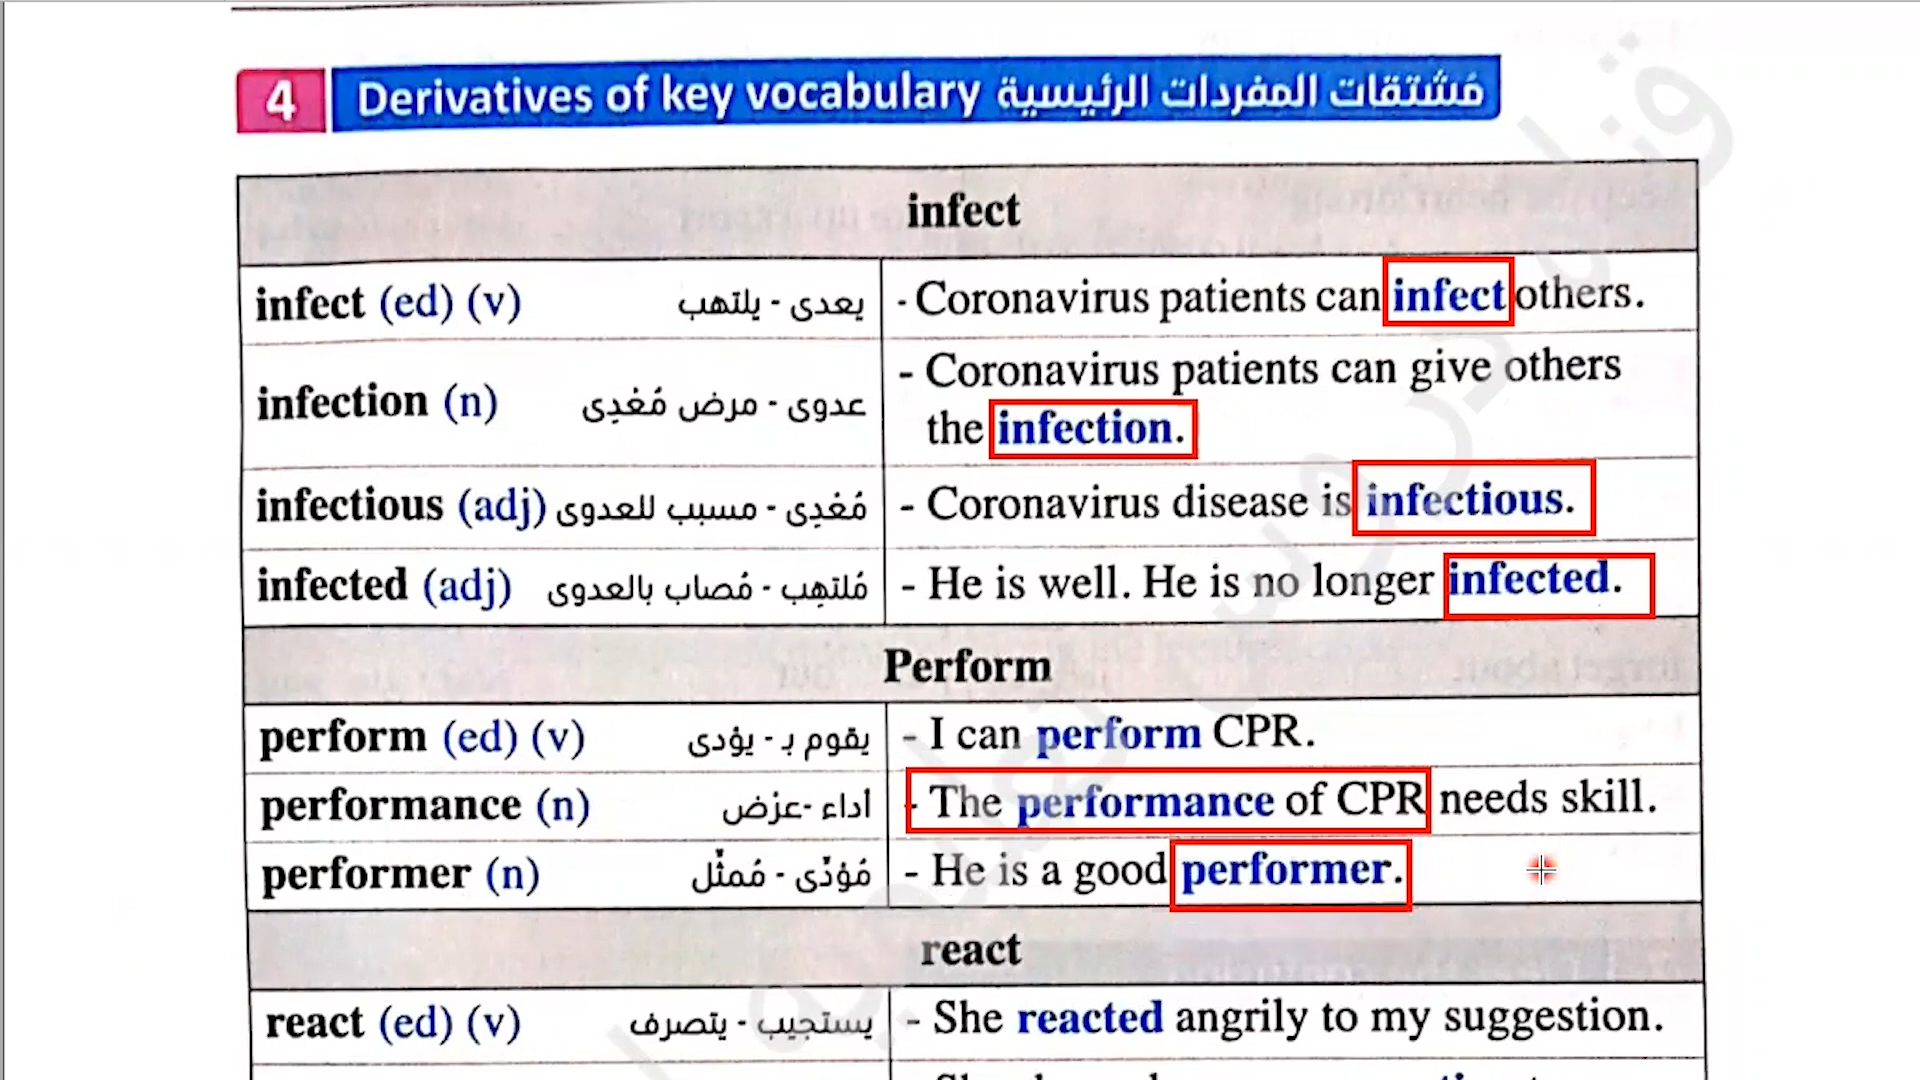 4 Derivatives of key vocabulary مُشتقات المفردات الرئيسية
infect
infect (ed) (v) يعدى - يلتهب - Coronavirus patients can infect others.
infection (n) عدوى - مرض مُعْدِى - Coronavirus patients can give others
the infection.
infectious (adj) مُعْدِى - مسبب للعدوى - Coronavirus disease is infectious.
infected (adj) مُلتهِب - مُصاب بالعدوى - He is well. He is no longer infected.
Perform
perform (ed) (v) يقوم بـ - يؤدى - I can perform CPR.
performance (n) أداء -عرْض - The performance of CPR needs skill.
performer (n) مُؤدِّى - مُمثِّل - He is a good performer.
react
react (ed) (v) يستجيب - يتصرف - She reacted angrily to my suggestion.